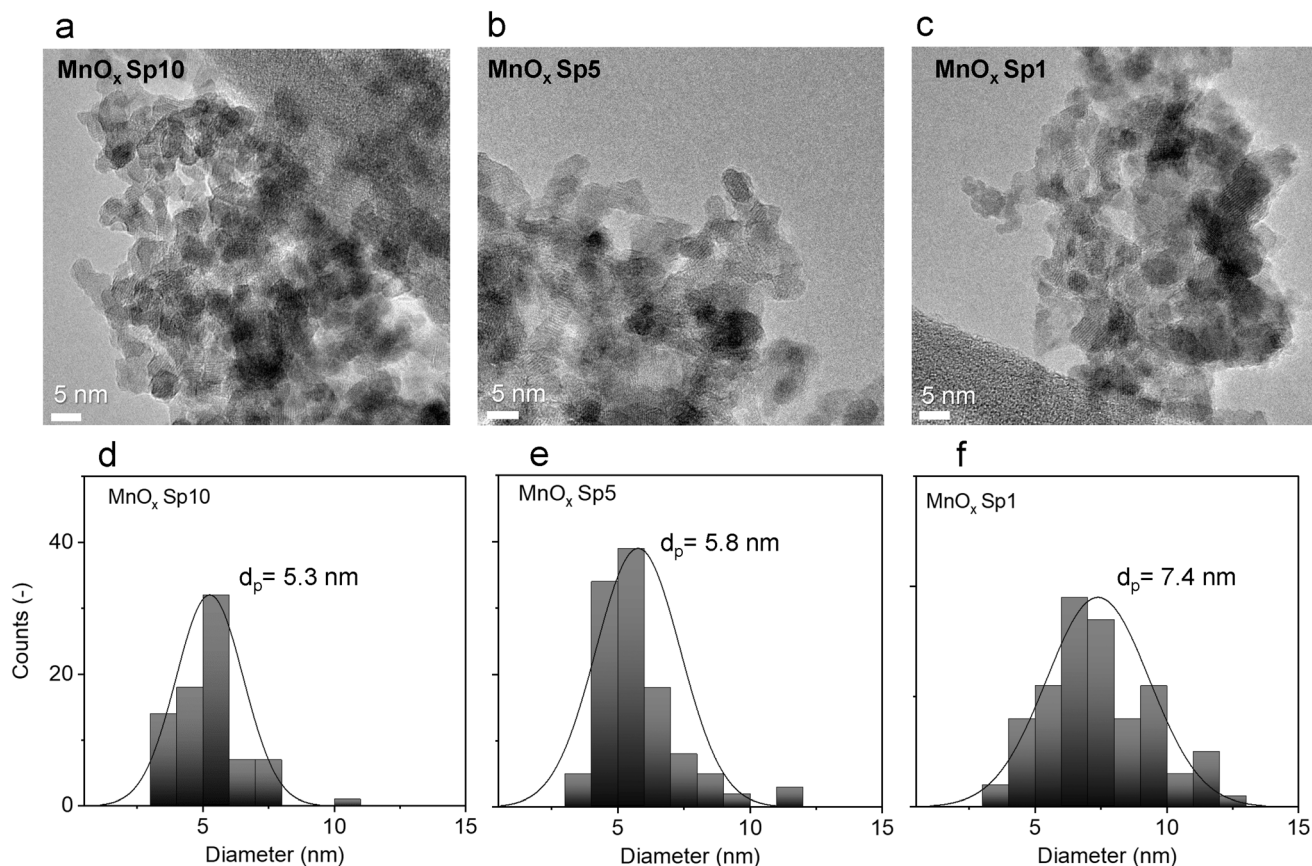 a
b
c
MnOx Sp10
MnOx Sp5
MnOx Sp1
5 nm
5 nm
5 nm
d
e
f
MnOx Sp10
MnOx Sp5
MnOx Sp1
dp= 5.3 nm
dp= 5.8 nm
dp= 7.4 nm
Counts (-)
40
20
0
5
10
15
5
10
15
5
10
15
Diameter (nm)
Diameter (nm)
Diameter (nm)